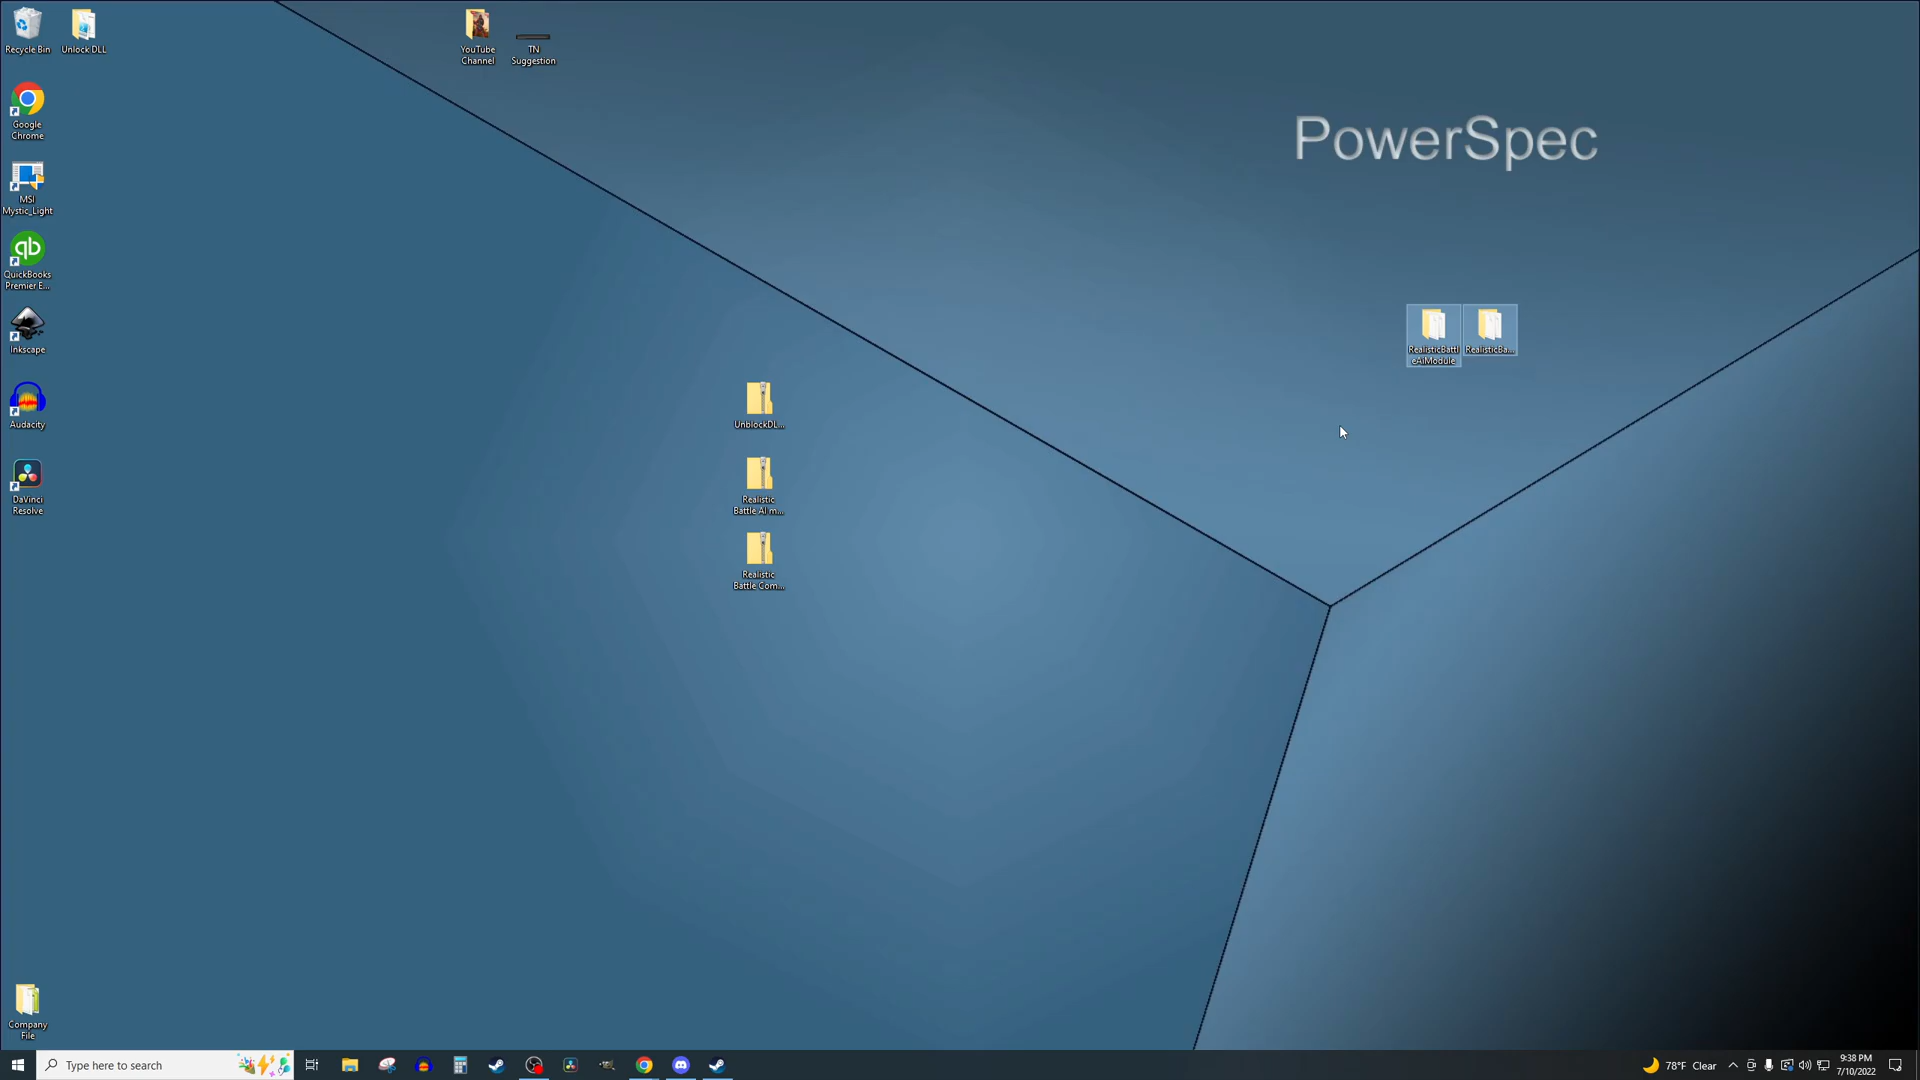 Recycle Bin
Unlock DLL
YouTube
Channel
TN
Suggestion
PowerSpec
Google
Chrome
MSI
Mystic_Light
qb
QuickBooks
Premier E...
Inkscape
Audacity
DaVinci
Resolve
UnblockDL...
Realistic
Battle AI m...
Realistic
Battle Com...
RealisticBattl
eAiModule
RealisticBa...
Company
File
Type here to search
78°F Clear
9:38 PM
7/10/2022